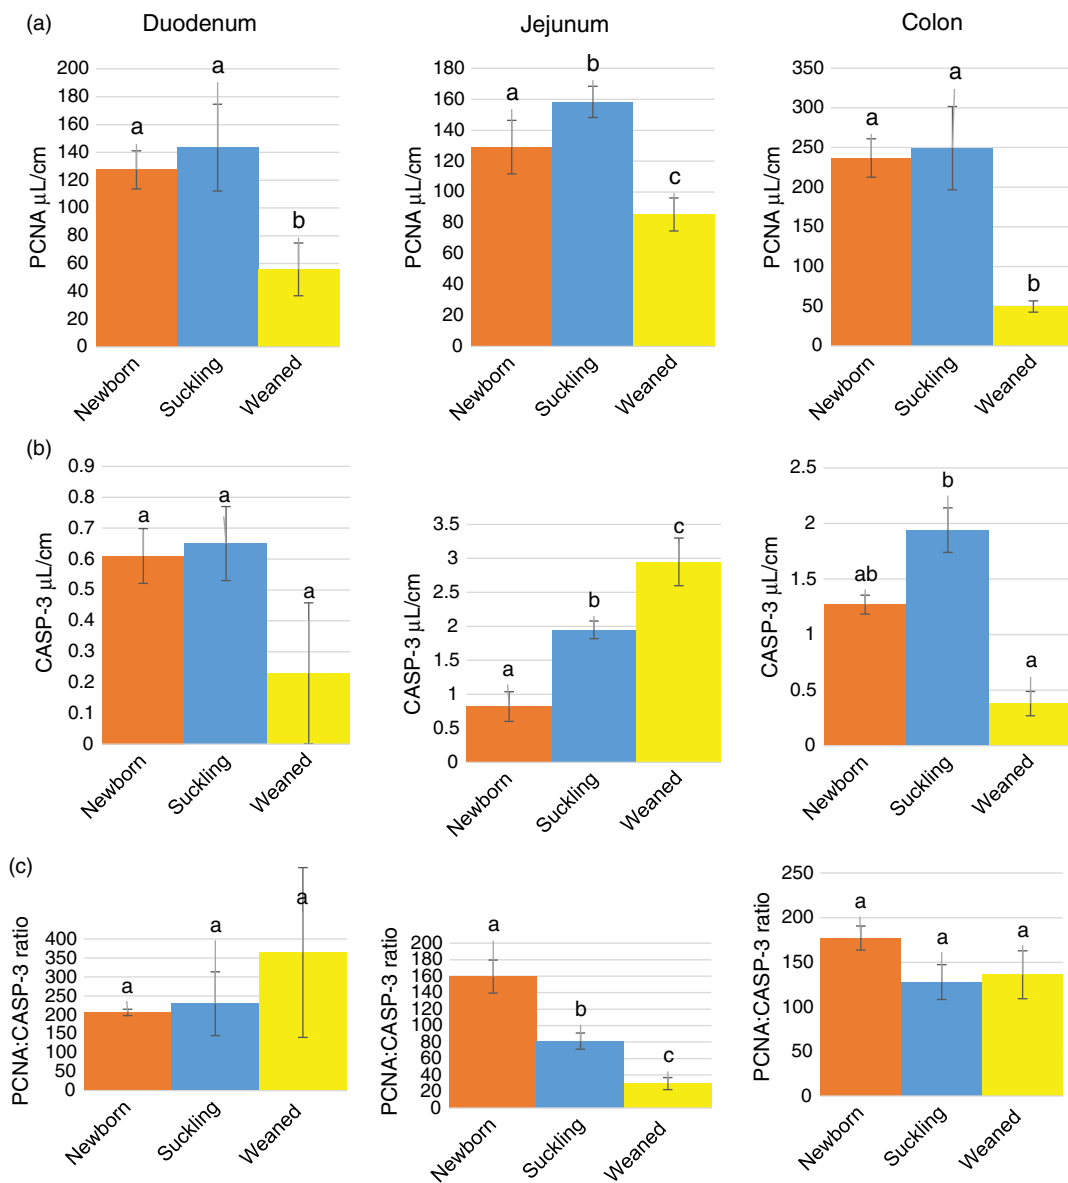 (a)
Duodenum
Jejunum
Colon
PCNA μL/cm
200
180
160
140
120
100
80
60
40
20
0
a
a
b
Newborn
Suckling
Weaned
PCNA μL/cm
180
160
140
120
100
80
60
40
20
0
a
b
c
Newborn
Suckling
Weaned
PCNA μL/cm
350
300
250
200
150
100
50
0
a
a
b
Newborn
Suckling
Weaned
(b)
CASP-3 μL/cm
0.9
0.8
0.7
0.6
0.5
0.4
0.3
0.2
0.1
0
a
a
a
Newborn
Suckling
Weaned
CASP-3 μL/cm
3.5
3
2.5
2
1.5
1
0.5
0
a
b
c
Newborn
Suckling
Weaned
CASP-3 μL/cm
2.5
2
1.5
1
0.5
0
ab
b
a
Newborn
Suckling
Weaned
(c)
PCNA:CASP-3 ratio
400
350
300
250
200
150
100
50
0
a
a
a
Newborn
Suckling
Weaned
PCNA:CASP-3 ratio
200
180
160
140
120
100
80
60
40
20
0
a
b
c
Newborn
Suckling
Weaned
PCNA:CASP-3 ratio
250
200
150
100
50
0
a
a
a
Newborn
Suckling
Weaned